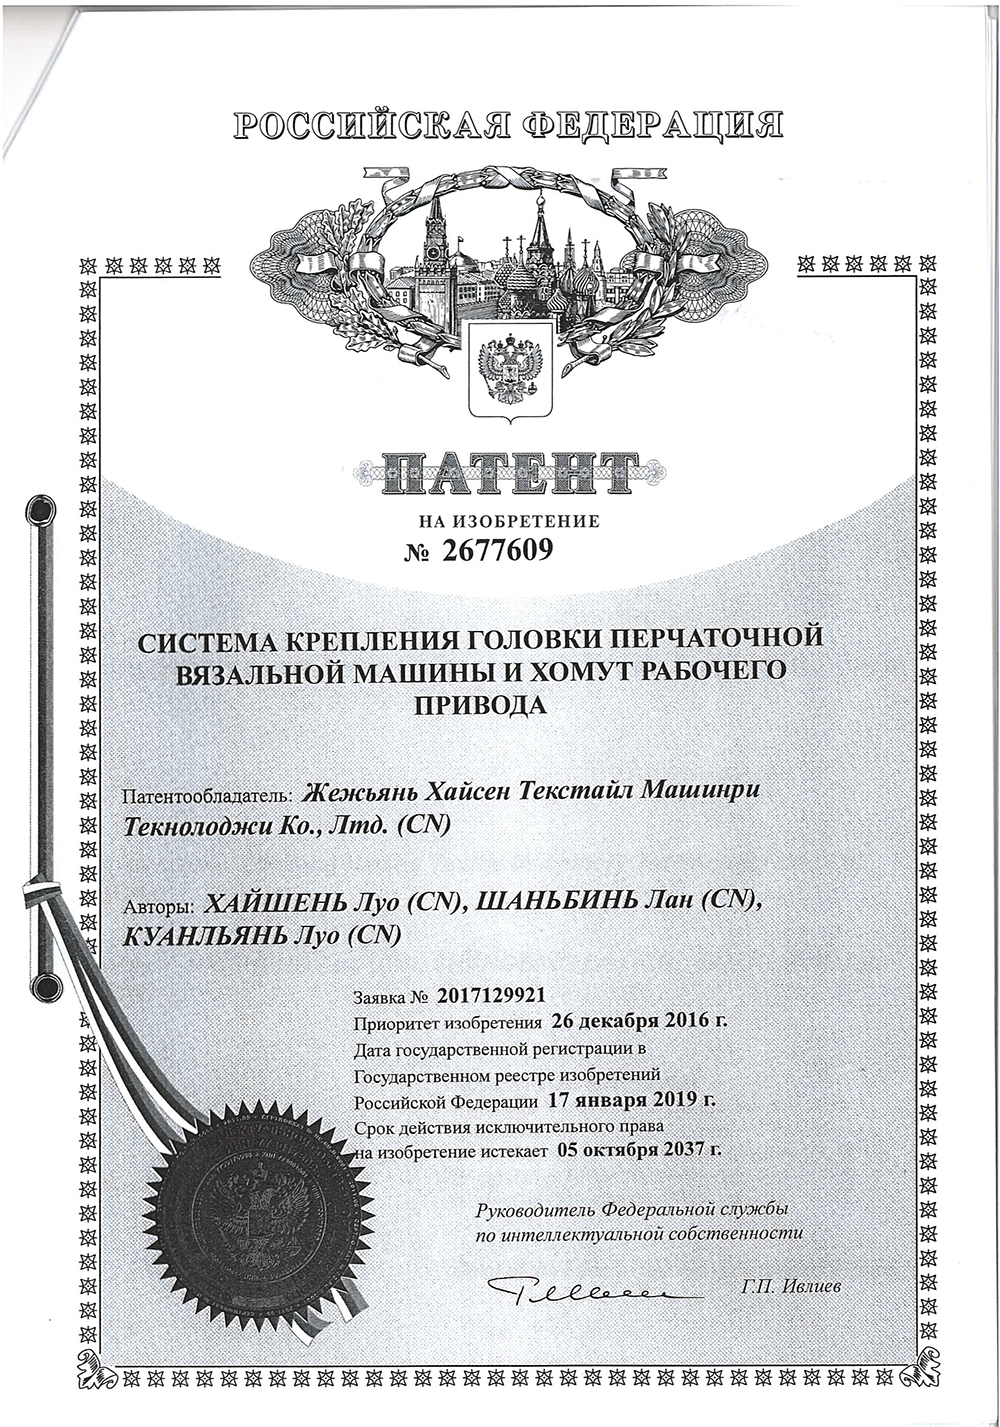 РОССИЙСКАЯ ФЕДЕРАЦИЯ
ПАТЕНТ
НА ИЗОБРЕТЕНИЕ
№ 2677609
СИСТЕМА КРЕПЛЕНИЯ ГОЛОВКИ ПЕРЧАТОЧНОЙ
ВЯЗАЛЬНОЙ МАШИНЫ И ХОМУТ РАБОЧЕГО
ПРИВОДА
Патентообладатель: Жежьянь Хайсен Текстайл Машинри
Текнолоджи Ко., Лтд. (CN)
Авторы: ХАЙШЕНЬ Луо (CN), ШАНЬБИНЬ Лан (CN),
КУАНЛЬЯНЬ Луо (CN)
Заявка № 2017129921
Приоритет изобретения 26 декабря 2016 г.
Дата государственной регистрации в
Государственном реестре изобретений
Российской Федерации 17 января 2019 г.
Срок действия исключительного права
на изобретение истекает 05 октября 2037 г.
Руководитель Федеральной службы
по интеллектуальной собственности
Г.П. Ивлиев